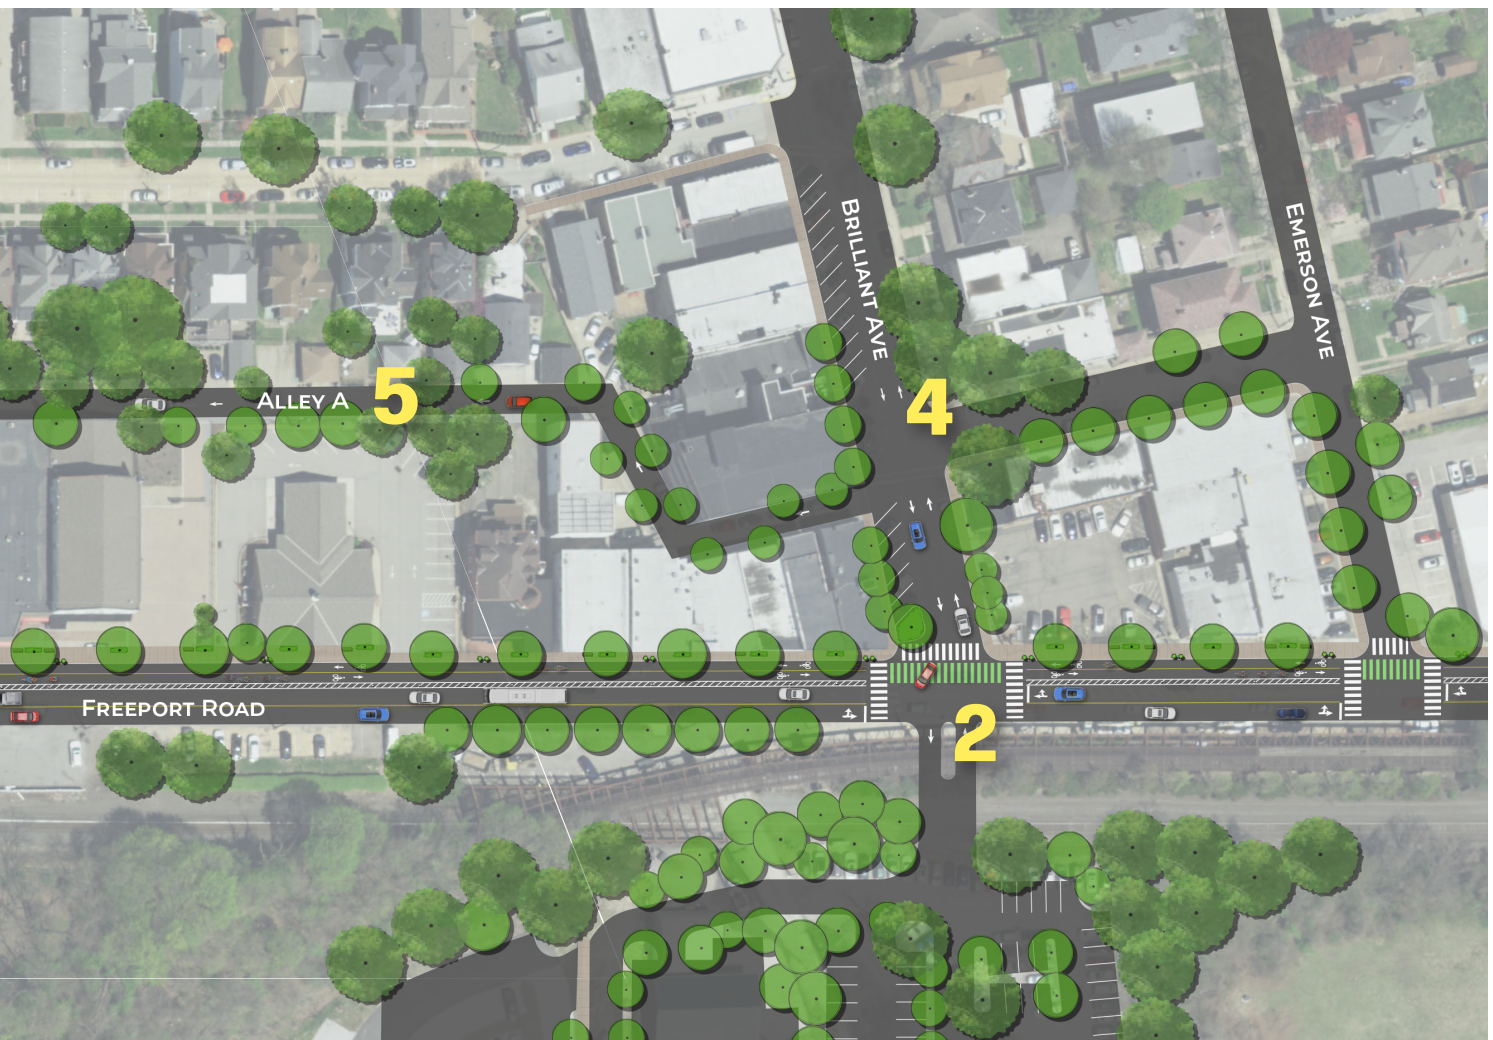 BRILLIANT AVE
EMERSON AVE
5
ALLEY A
4
FREEPORT ROAD
2